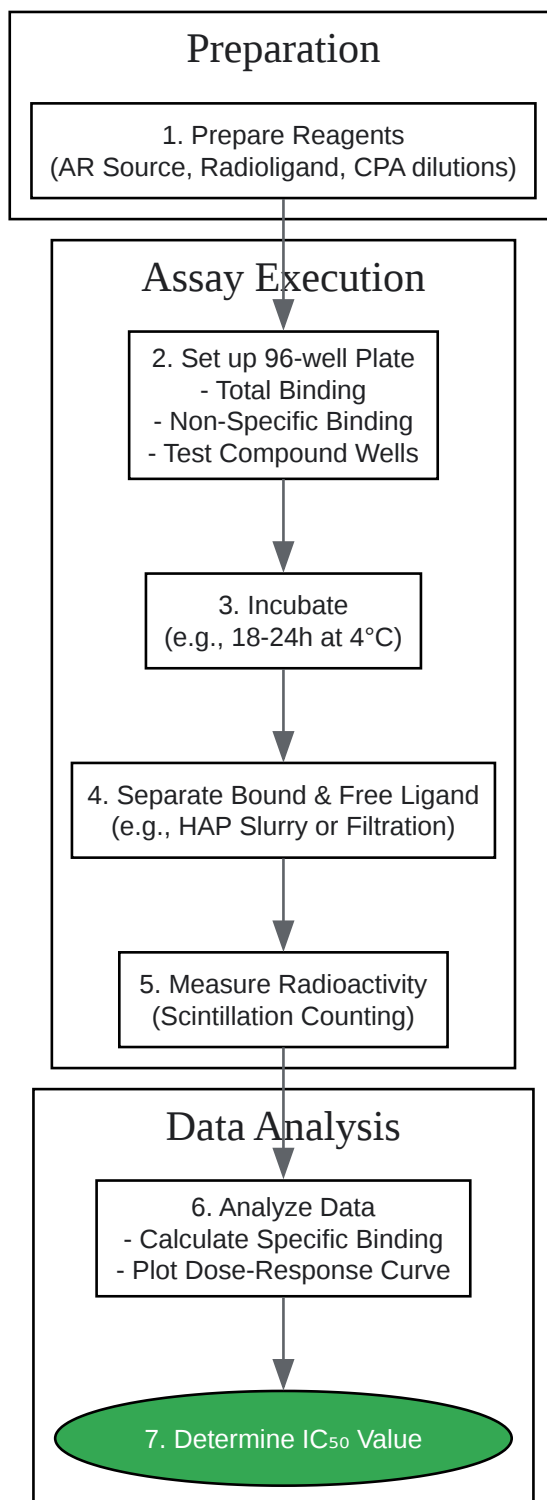 Preparation
1. Prepare Reagents
(AR Source, Radioligand, CPA dilutions)
Assay Execution
2. Set up 96-well Plate
- Total Binding
- Non-Specific Binding
- Test Compound Wells
3. Incubate
(e.g., 18-24h at 4°C)
4. Separate Bound & Free Ligand
(e.g., HAP Slurry or Filtration)
5. Measure Radioactivity
(Scintillation Counting)
Data Analysis
6. Analyze Data
- Calculate Specific Binding
- Plot Dose-Response Curve
7. Determine IC₅₀ Value